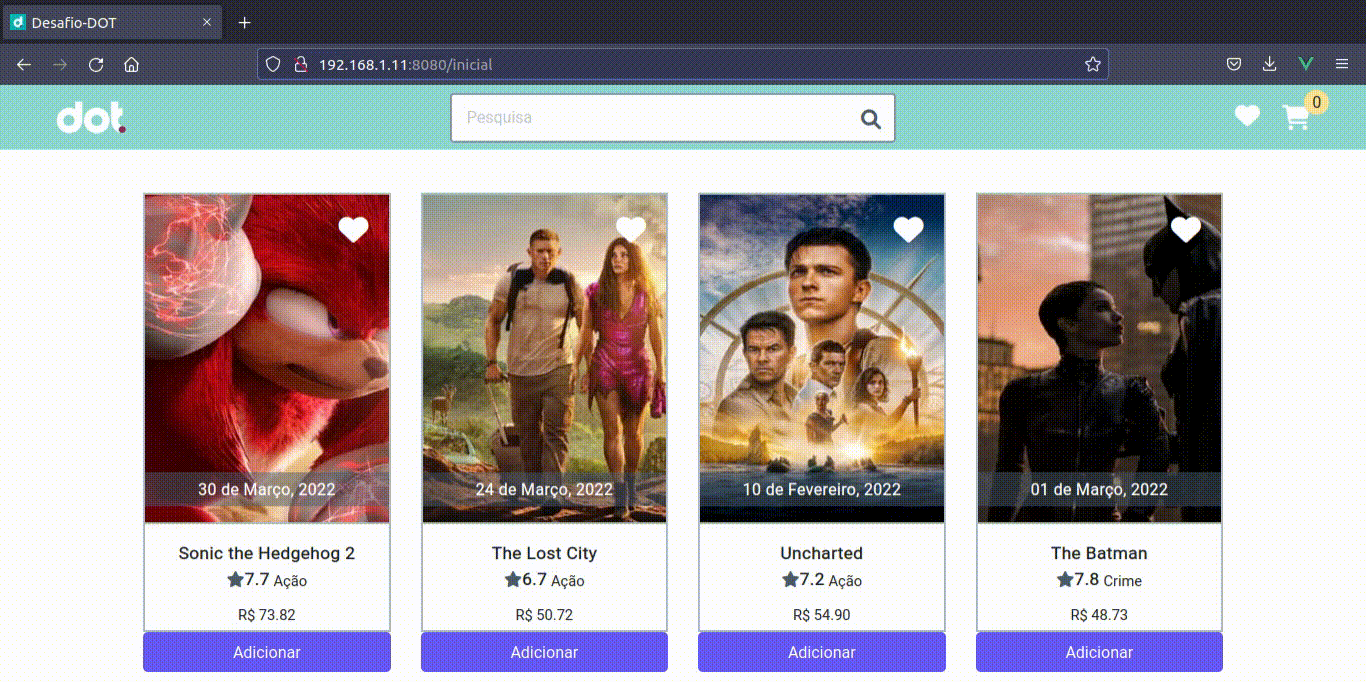 Desafio-DOT
192.168.1.11:8080/inicial
dot.
Pesquisa
0
30 de Março, 2022
24 de Março, 2022
10 de Fevereiro, 2022
01 de Março, 2022
Sonic the Hedgehog 2
The Lost City
Uncharted
The Batman
7.7 Ação
6.7 Ação
7.2 Ação
7.8 Crime
R$ 73.82
R$ 50.72
R$ 54.90
R$ 48.73
Adicionar
Adicionar
Adicionar
Adicionar